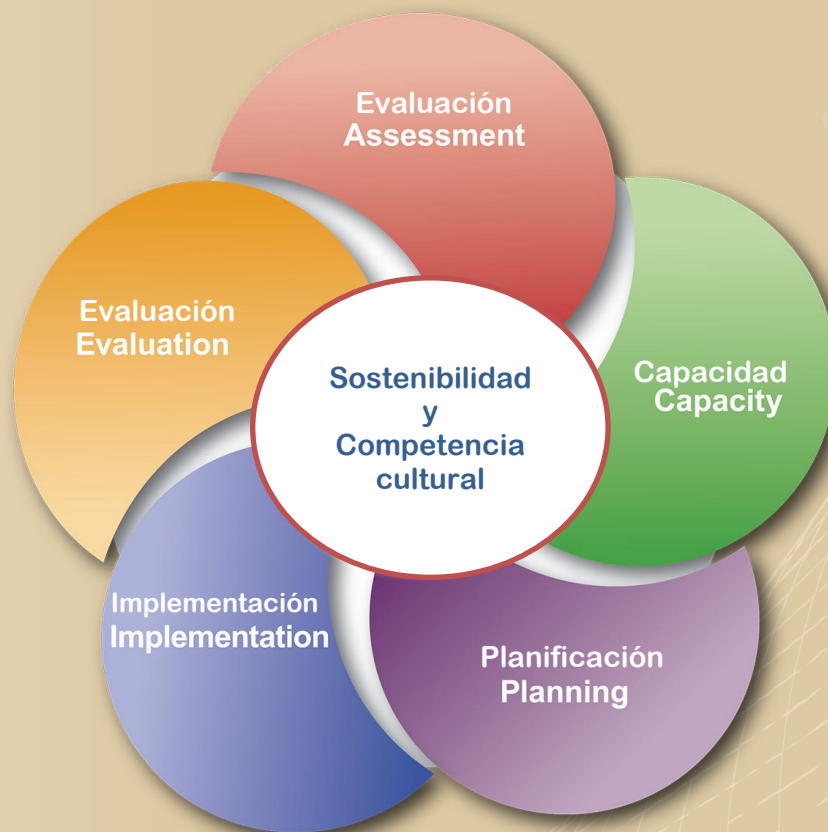 Evaluación
Assessment
Capacidad
Capacity
Planificación
Planning
Implementación
Implementation
Evaluación
Evaluation
Sostenibilidad
y
Competencia
cultural